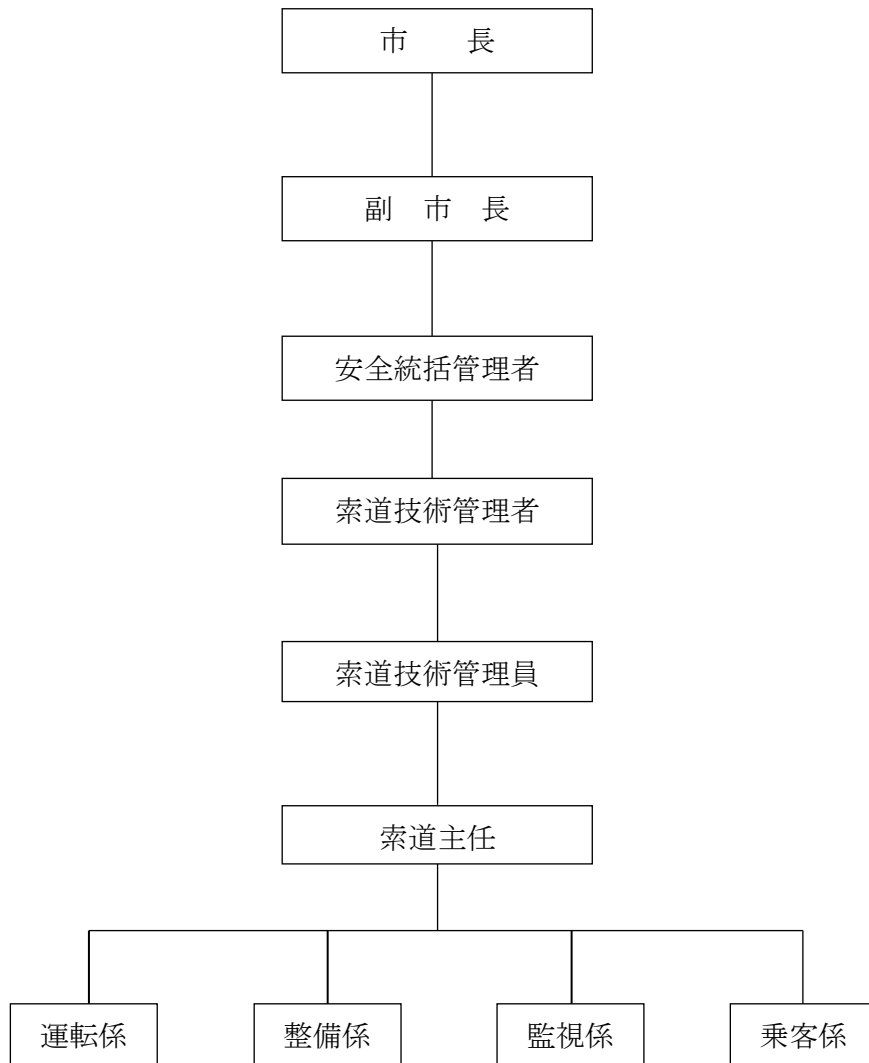 市　　長
副　市　長
安全統括管理者
索道技術管理者
索道技術管理員
索道主任
運転係　整備係　監視係　乗客係